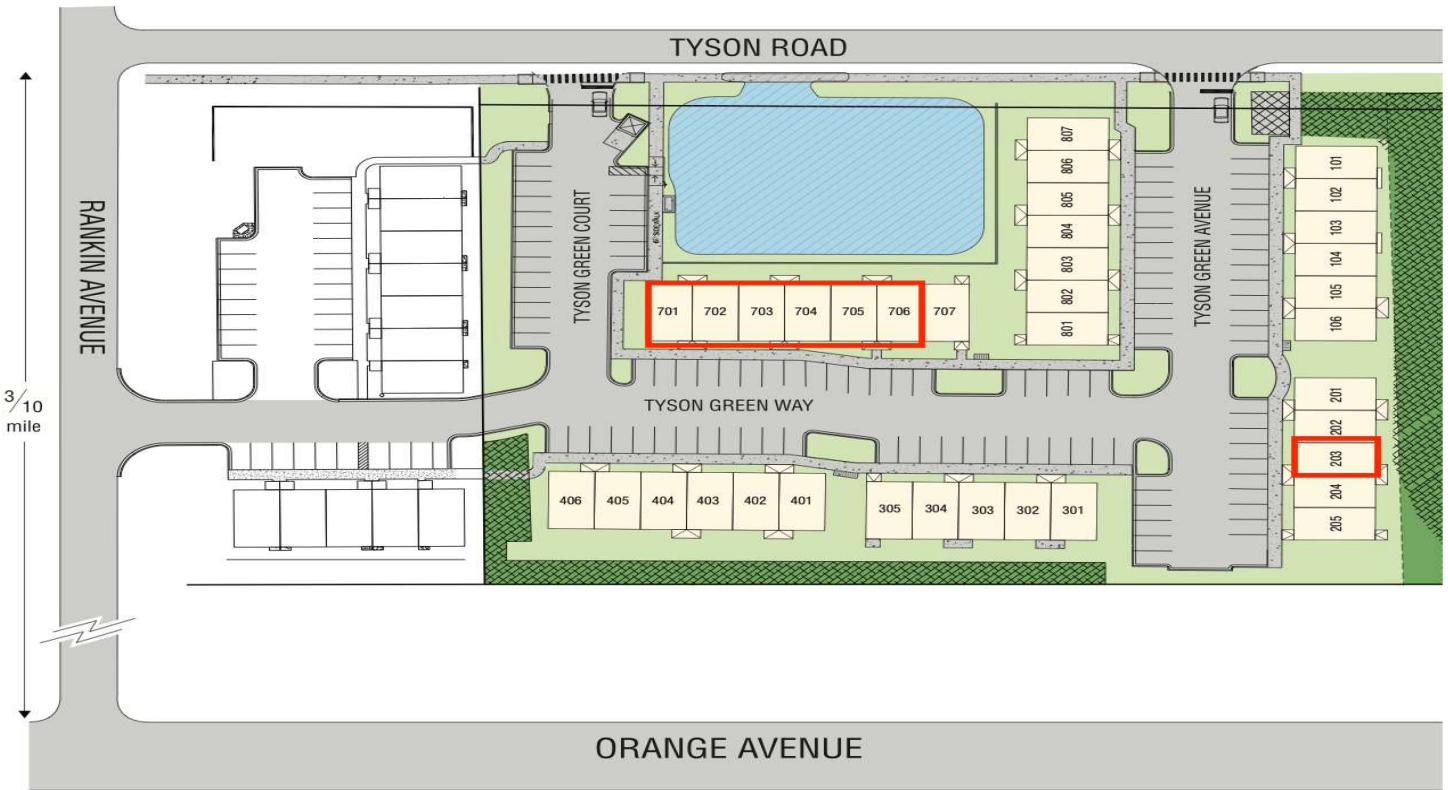 TYSON ROAD
RANKIN AVENUE
3/10
mile
TYSON GREEN COURT
6' SIDEWALK
TYSON GREEN AVENUE
807
806
805
804
803
802
801
101
102
103
104
105
106
701 702 703 704 705 706 707
TYSON GREEN WAY
201
202
203
204
205
406 405 404 403 402 401
305 304 303 302 301
ORANGE AVENUE